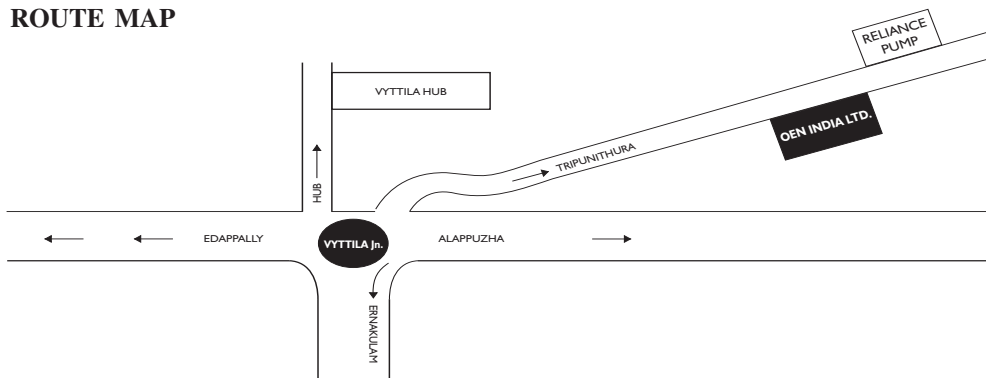 ROUTE MAP
RELIANCE
PUMP
VYTTILA HUB
OEN INDIA LTD.
TRIPUNITHURA
HUB
EDAPPALLY
VYTTILA Jn.
ALAPPUZHA
ERNAKULAM